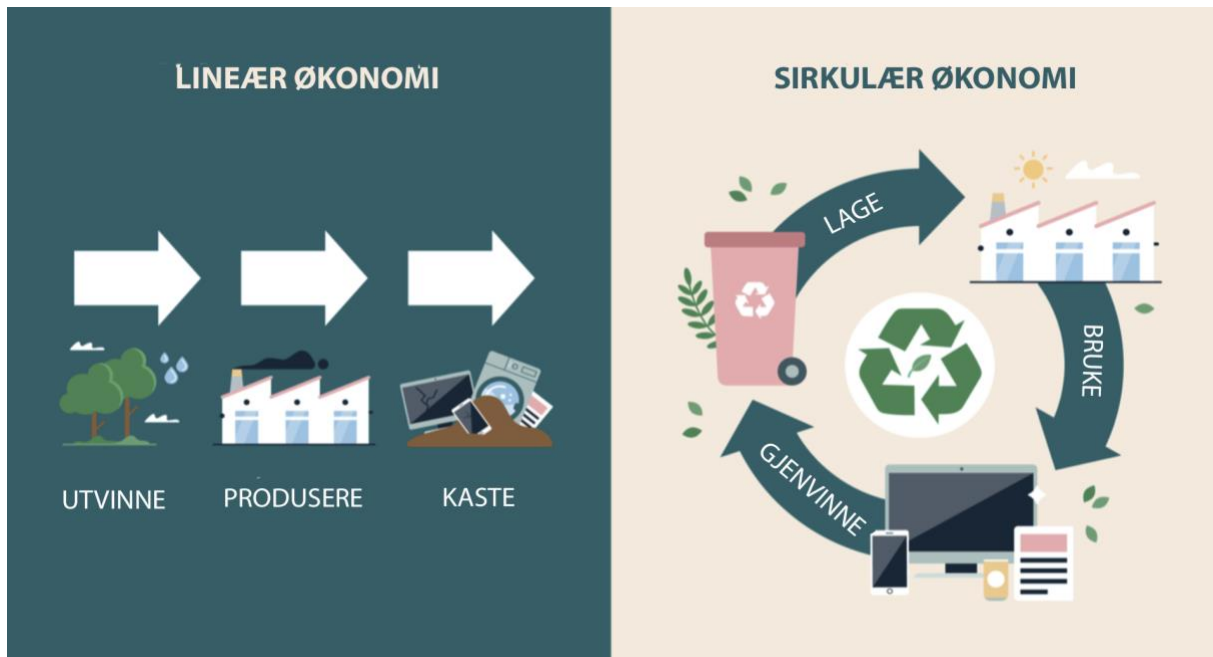 LINEÆR ØKONOMI
UTVINNE
PRODUSERE
KASTE
SIRKULÆR ØKONOMI
LAGE
BRUKE
GJENVINNE